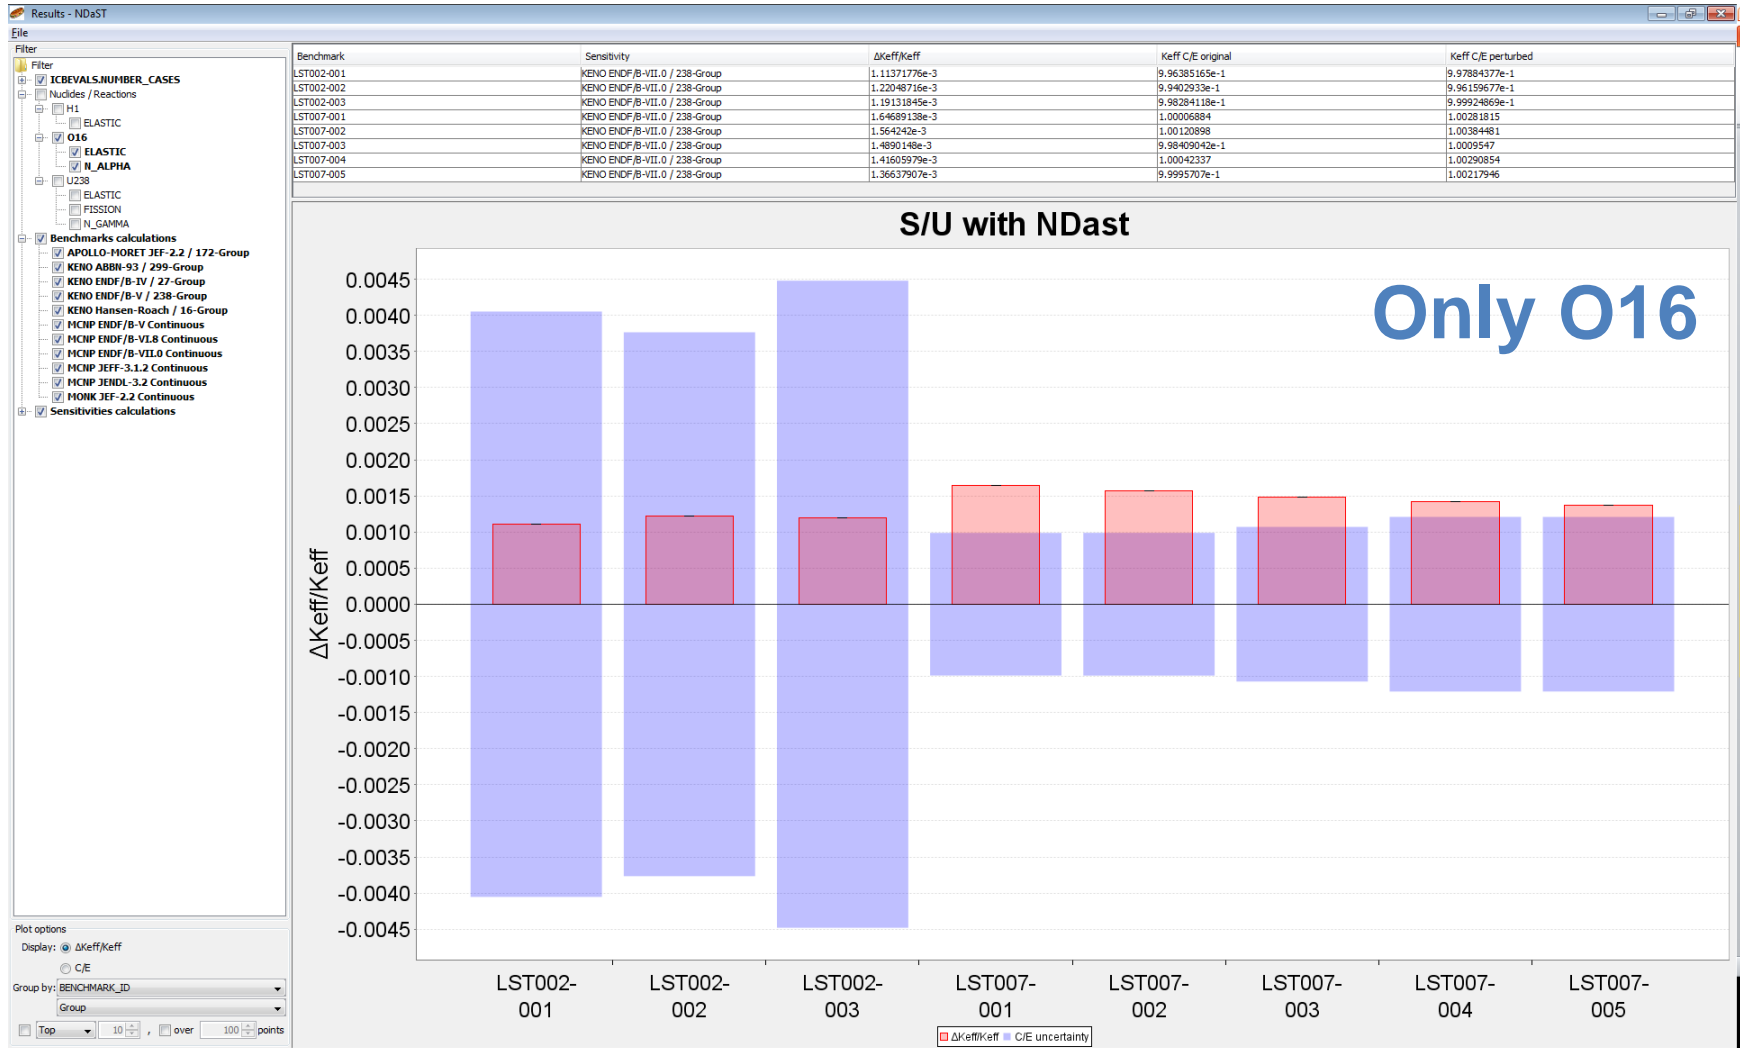 Results - NDaST
File
Filter
Filter
ICBEVALS.NUMBER_CASES
Nuclides / Reactions
H1
ELASTIC
O16
ELASTIC
N_ALPHA
U238
ELASTIC
FISSION
N_GAMMA
Benchmarks calculations
APOLLO-MORET JEF-2.2 / 172-Group
KENO ABBN-93 / 299-Group
KENO ENDF/B-IV / 27-Group
KENO ENDF/B-V / 238-Group
KENO Hansen-Roach / 16-Group
MCNP ENDF/B-V Continuous
MCNP ENDF/B-VI.8 Continuous
MCNP ENDF/B-VII.0 Continuous
MCNP JEFF-3.1.2 Continuous
MCNP JENDL-3.2 Continuous
MONK JEF-2.2 Continuous
Sensitivities calculations
Plot options
Display: ΔKeff/Keff
C/E
Group by: BENCHMARK_ID
Group
Top 10 , over 100 points
Benchmark Sensitivity ΔKeff/Keff Keff C/E original Keff C/E perturbed
LST002-001 KENO ENDF/B-VII.0 / 238-Group 1.11371776e-3 9.96385165e-1 9.97884377e-1
LST002-002 KENO ENDF/B-VII.0 / 238-Group 1.22048716e-3 9.9402933e-1 9.96159677e-1
LST002-003 KENO ENDF/B-VII.0 / 238-Group 1.19131845e-3 9.98284118e-1 9.99924869e-1
LST007-001 KENO ENDF/B-VII.0 / 238-Group 1.64689138e-3 1.00006884 1.00281815
LST007-002 KENO ENDF/B-VII.0 / 238-Group 1.564242e-3 1.00120898 1.00384481
LST007-003 KENO ENDF/B-VII.0 / 238-Group 1.4890148e-3 9.98409042e-1 1.0009547
LST007-004 KENO ENDF/B-VII.0 / 238-Group 1.41605979e-3 1.00042337 1.00290854
LST007-005 KENO ENDF/B-VII.0 / 238-Group 1.36637907e-3 9.9995707e-1 1.00217946
S/U with NDast
Only O16
ΔKeff/Keff
0.0045
0.0040
0.0035
0.0030
0.0025
0.0020
0.0015
0.0010
0.0005
0.0000
-0.0005
-0.0010
-0.0015
-0.0020
-0.0025
-0.0030
-0.0035
-0.0040
-0.0045
LST002- LST002- LST002- LST007- LST007- LST007- LST007- LST007-
001 002 003 001 002 003 004 005
ΔKeff/Keff C/E uncertainty